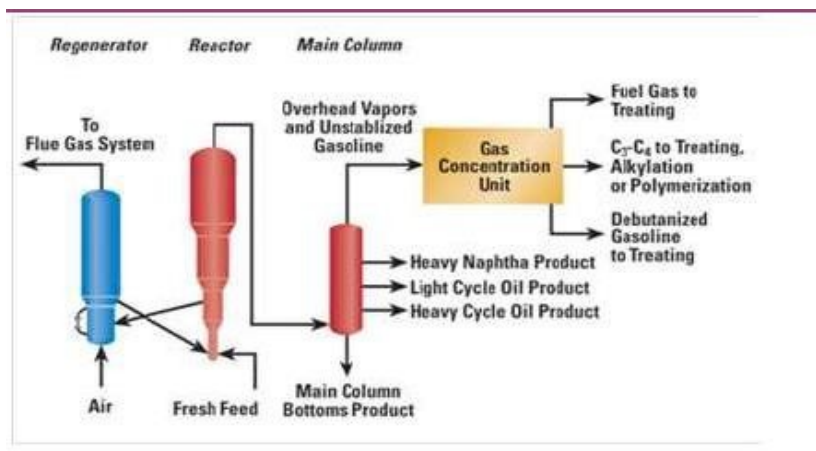 Regenerator
Reactor
Main Column
To
Flue Gas System
Overhead Vapors
and Unstablized
Gasoline
Gas
Concentration
Unit
Fuel Gas to
Treating
C3-C4 to Treating,
Alkylation
or Polymerization
Debutanized
Gasoline
to Treating
Heavy Naphtha Product
Light Cycle Oil Product
Heavy Cycle Oil Product
Air
Fresh Feed
Main Column
Bottoms Product